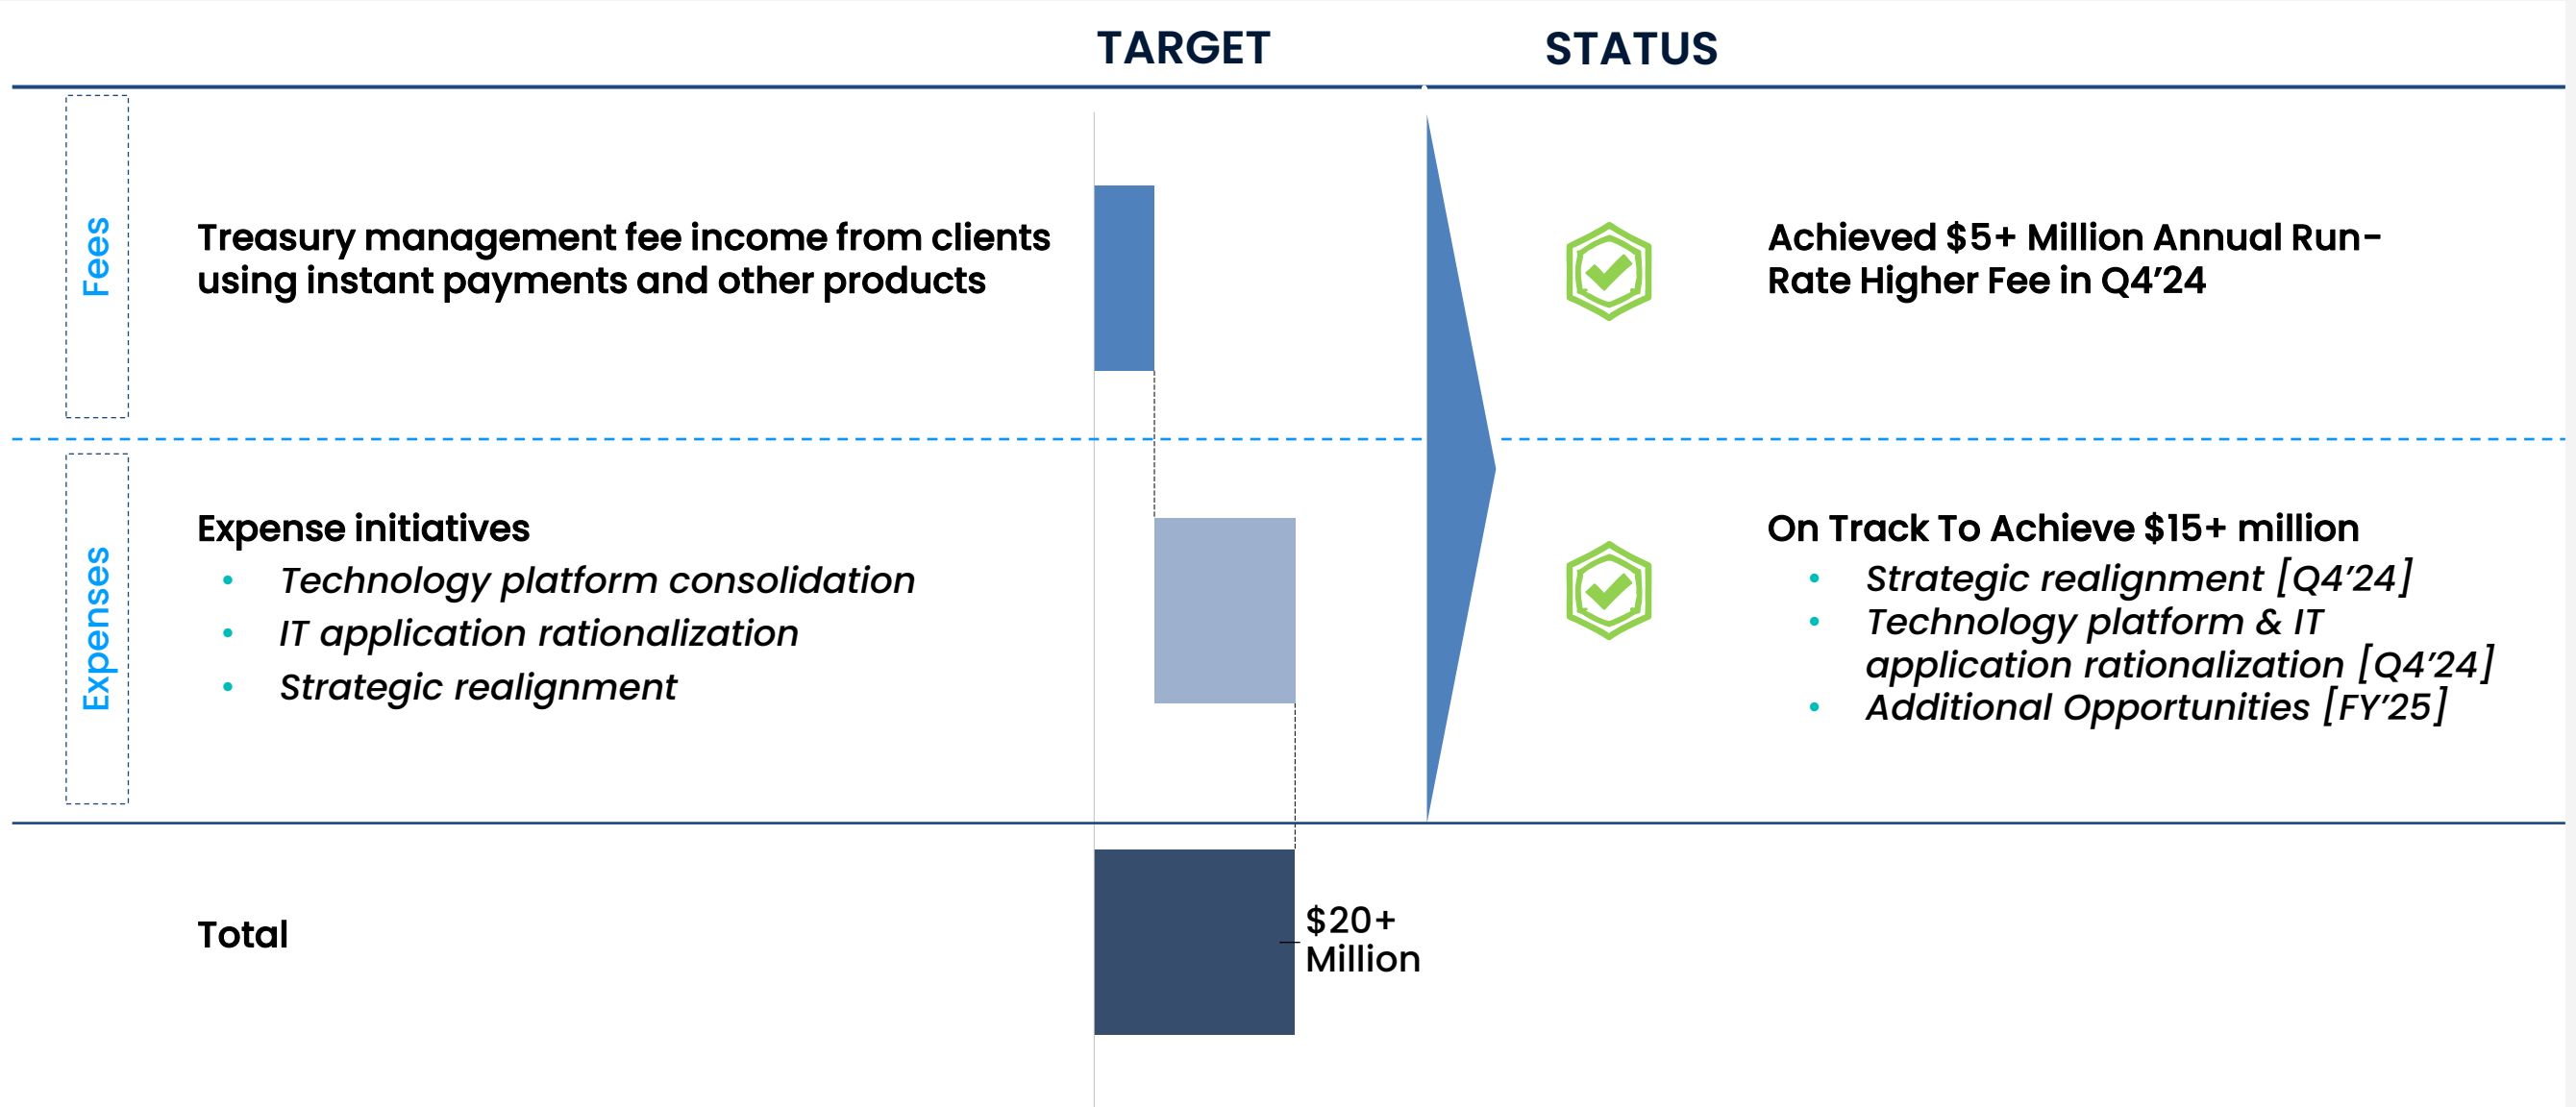 TARGET
STATUS
Fees
Treasury management fee income from clients
using instant payments and other products
Achieved $5+ Million Annual Run-
Rate Higher Fee in Q4’24
Expenses
Expense initiatives
• Technology platform consolidation
• IT application rationalization
• Strategic realignment
On Track To Achieve $15+ million
• Strategic realignment [Q4’24]
• Technology platform & IT
application rationalization [Q4’24]
• Additional Opportunities [FY’25]
Total
$20+
Million